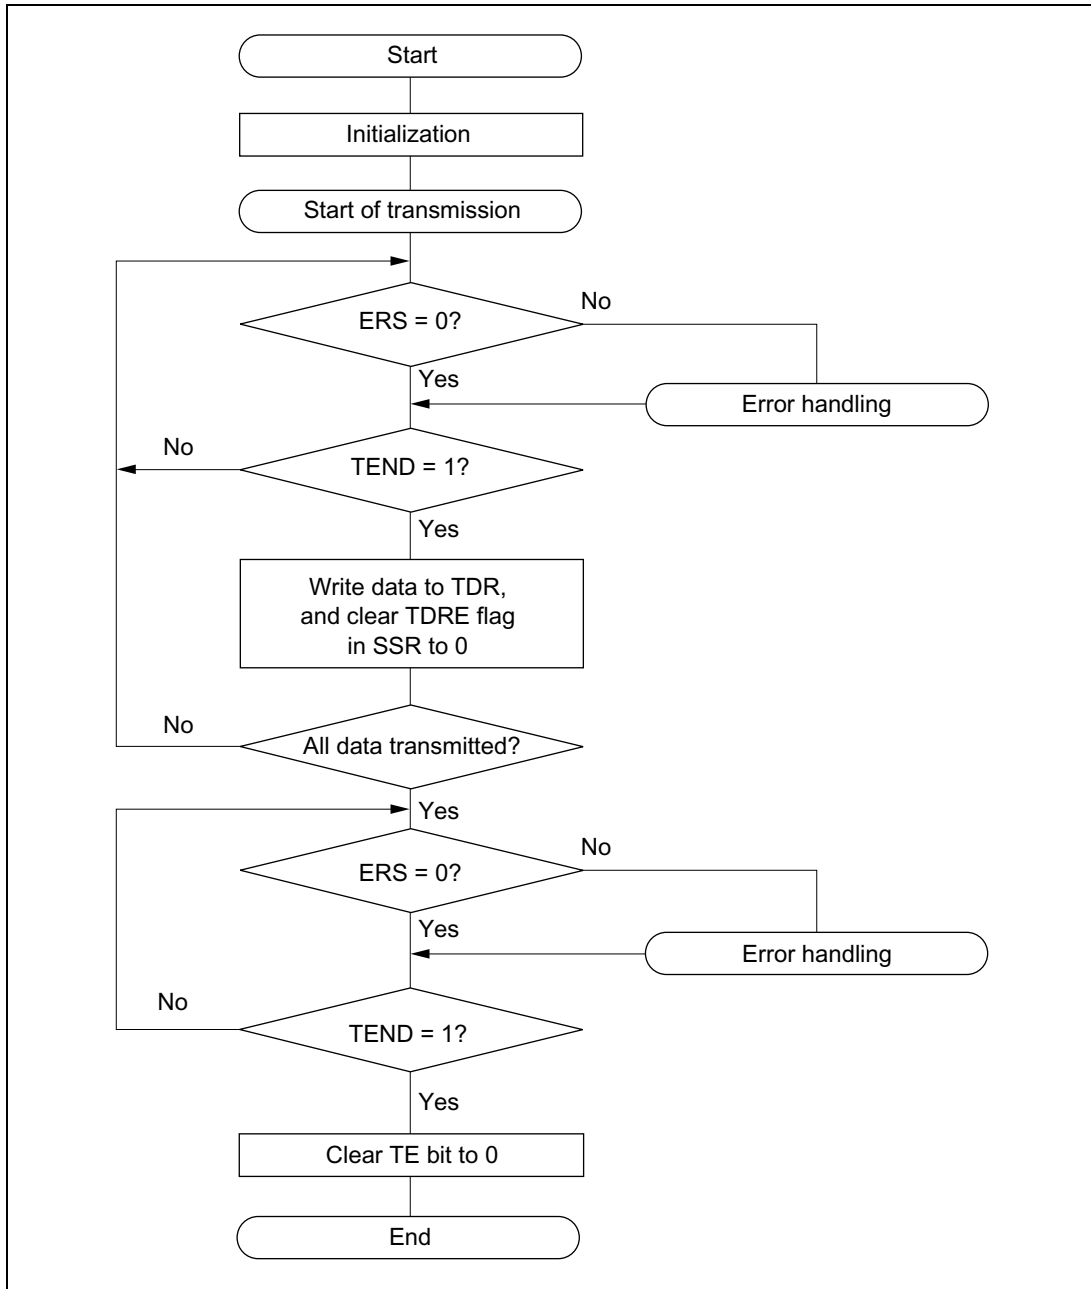 Start
Initialization
Start of transmission
ERS = 0?
No
Yes
Error handling
No
TEND = 1?
Yes
Write data to TDR,
and clear TDRE flag
in SSR to 0
No
All data transmitted?
Yes
ERS = 0?
No
Yes
Error handling
No
TEND = 1?
Yes
Clear TE bit to 0
End